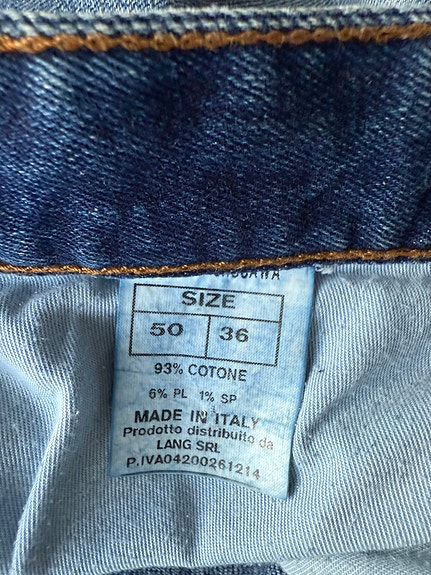 SIZE
50 36
93% COTONE
6% PL 1% SP
MADE IN ITALY
Prodotto distribuito da
LANG SRL
P.IVA04200261214